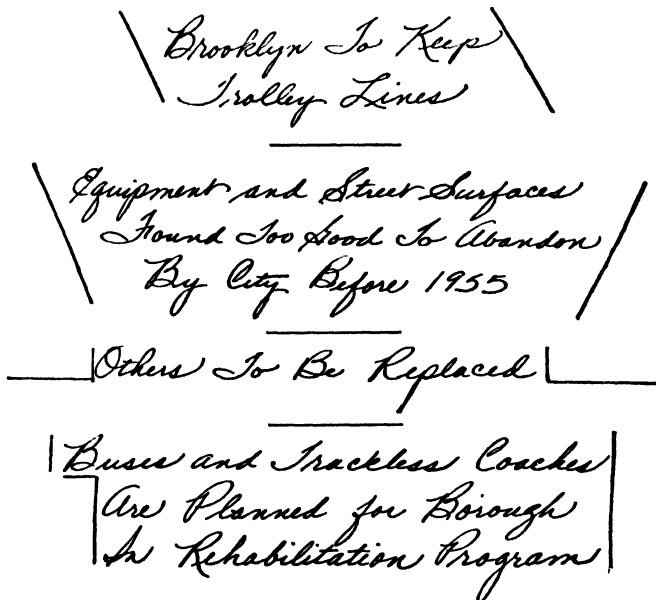 Brooklyn To Keep
Trolley Lines
Equipment and Street Surfaces
Found Too Good To Abandon
By City Before 1955
Others To Be Replaced
Buses and Trackless Coaches
Are Planned for Borough
In Rehabilitation Program